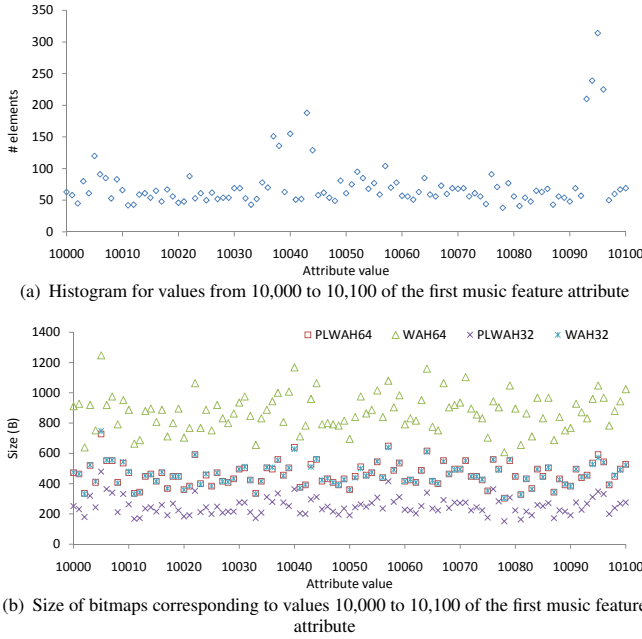 350
300
250
200
150
100
50
0
# elements
10000 10010 10020 10030 10040 10050 10060 10070 10080 10090 10100
Attribute value
(a) Histogram for values from 10,000 to 10,100 of the first music feature attribute
1400
1200
1000
800
600
400
200
0
Size (B)
PLWAH64 WAH64 PLWAH32 WAH32
10000 10010 10020 10030 10040 10050 10060 10070 10080 10090 10100
Attribute value
(b) Size of bitmaps corresponding to values 10,000 to 10,100 of the first music feature
attribute